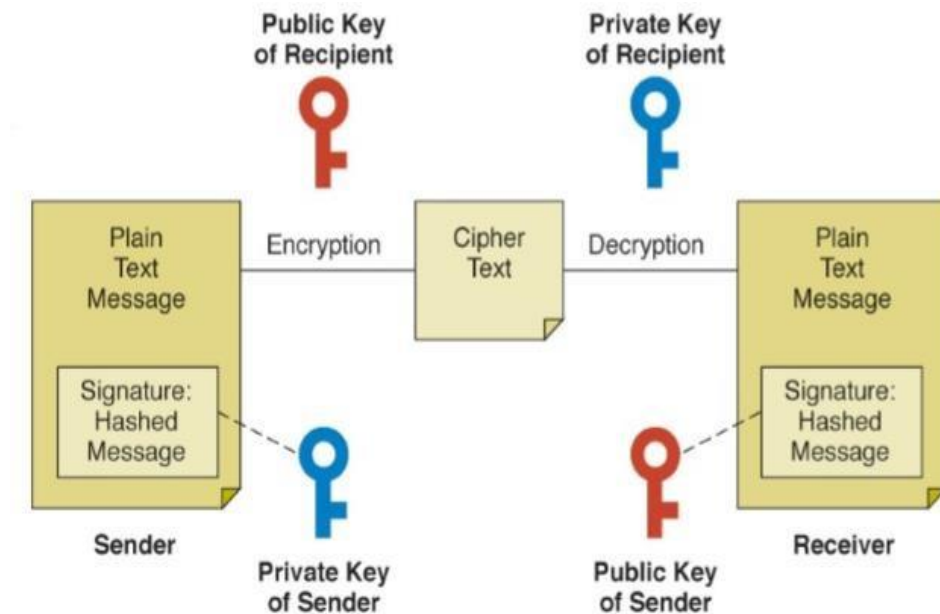 Public Key
of Recipient
Private Key
of Recipient
Plain
Text
Message
Encryption
Cipher
Text
Decryption
Plain
Text
Message
Signature:
Hashed
Message
Signature:
Hashed
Message
Sender
Private Key
of Sender
Public Key
of Sender
Receiver